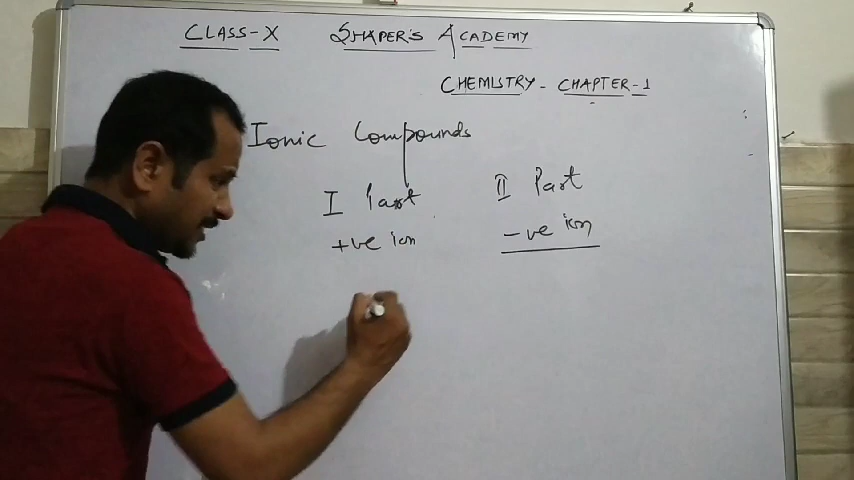 CLASS-X SHAPER'S ACADEMY
CHEMISTRY - CHAPTER-1
Ionic Compounds
I Part II Part
+ve ion -ve ion